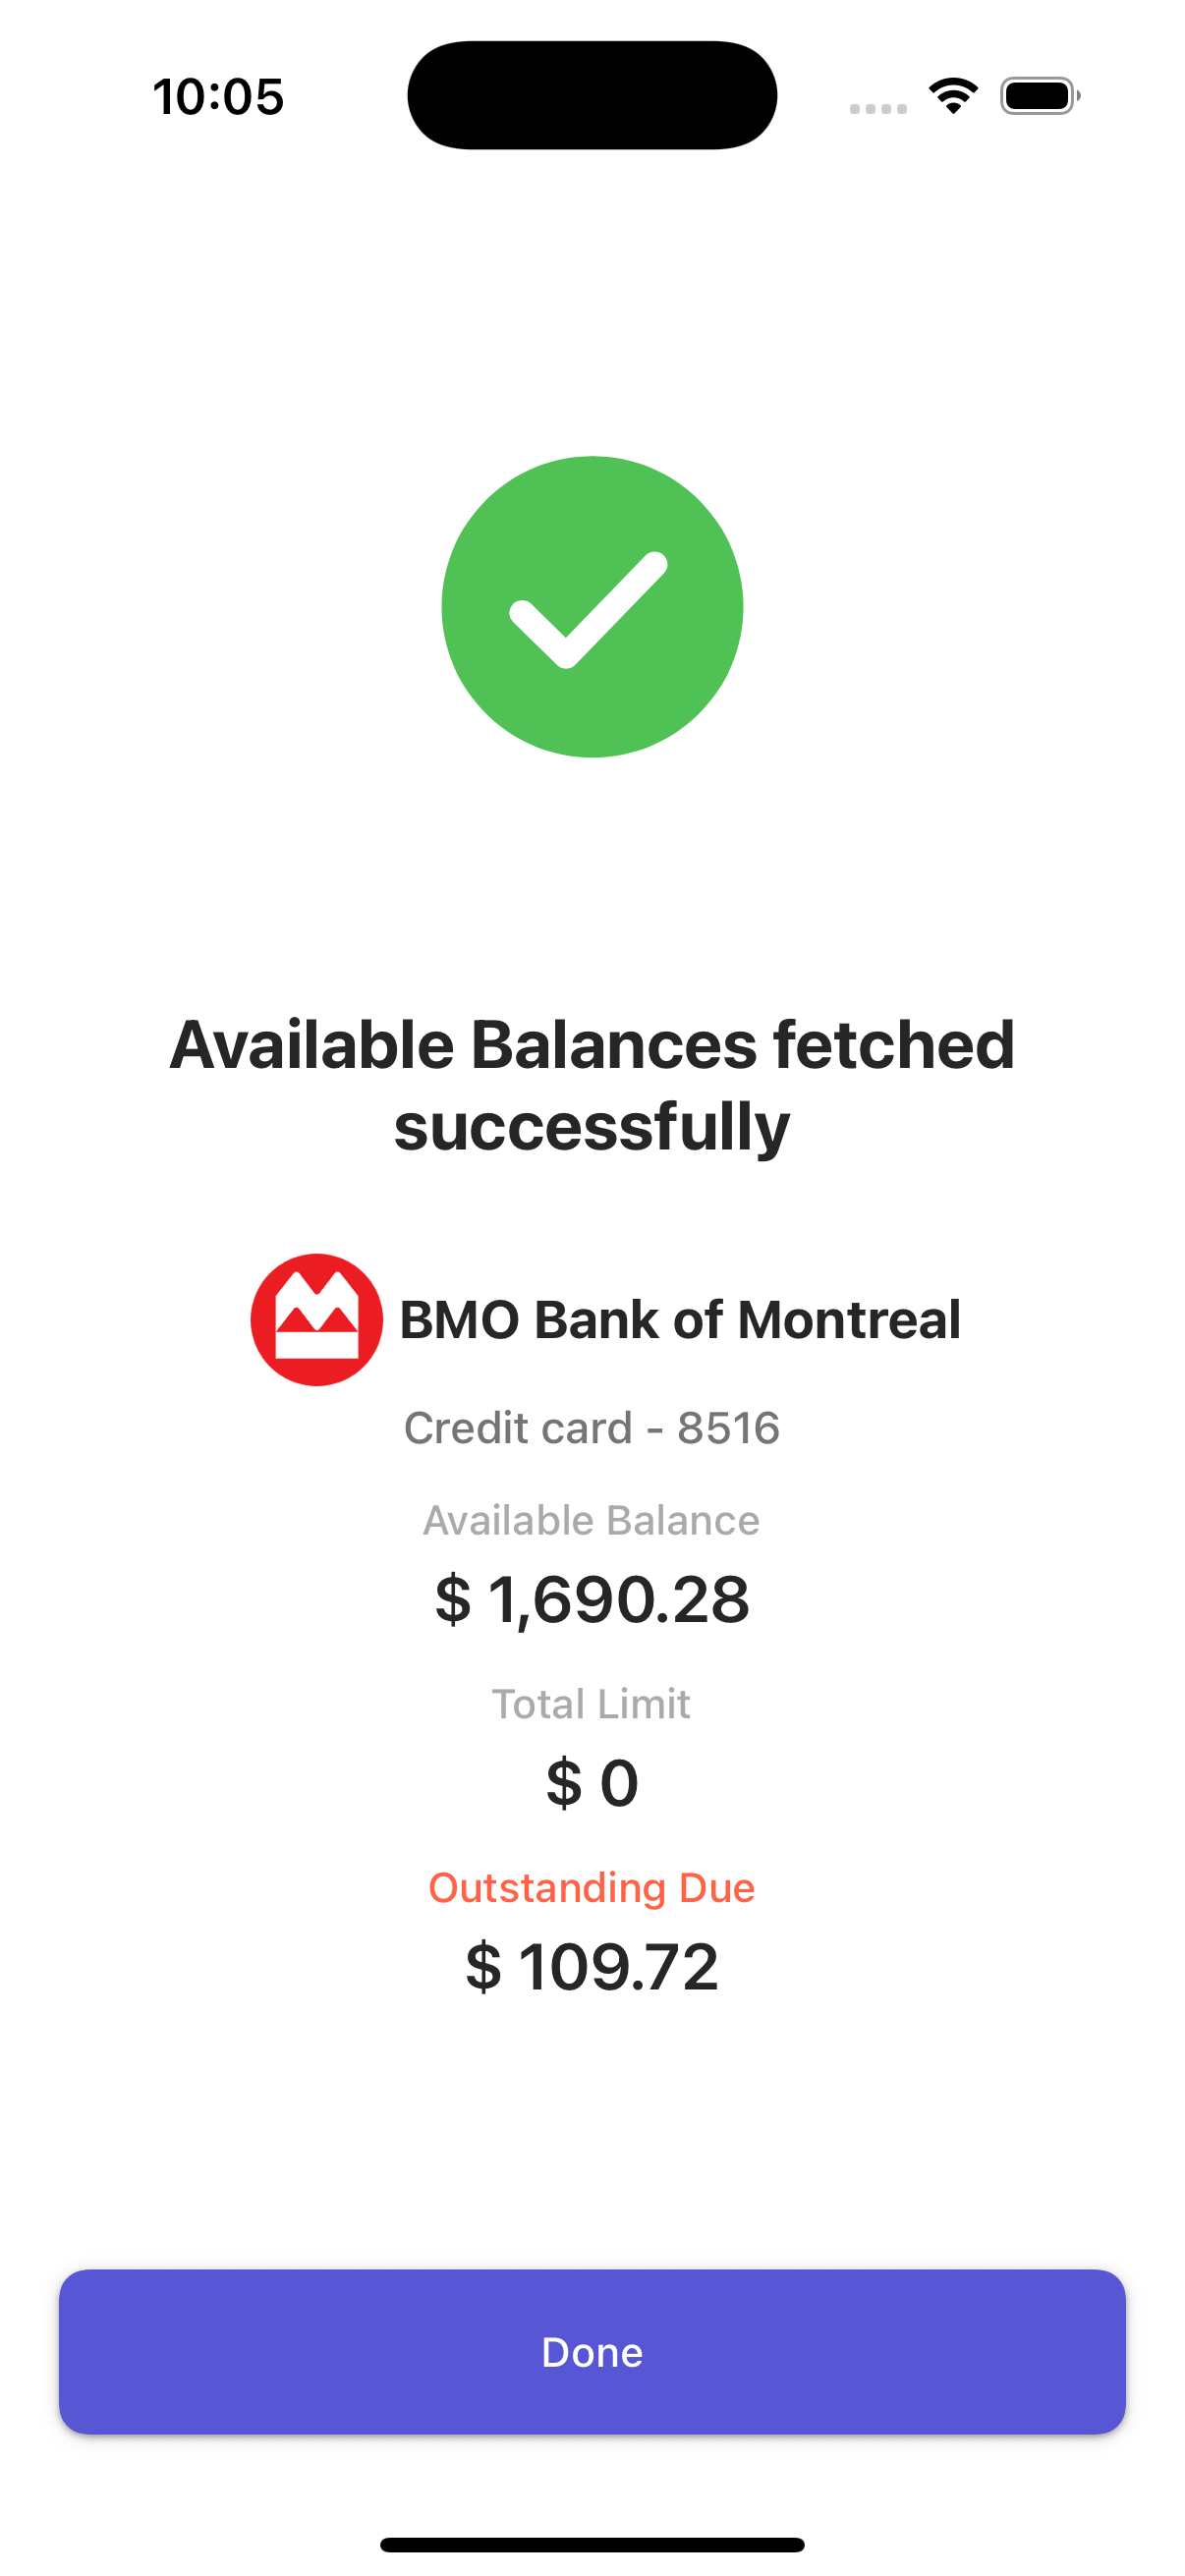 10:05
Available Balances fetched
successfully
BMO Bank of Montreal
Credit card - 8516
Available Balance
$ 1,690.28
Total Limit
$ 0
Outstanding Due
$ 109.72
Done